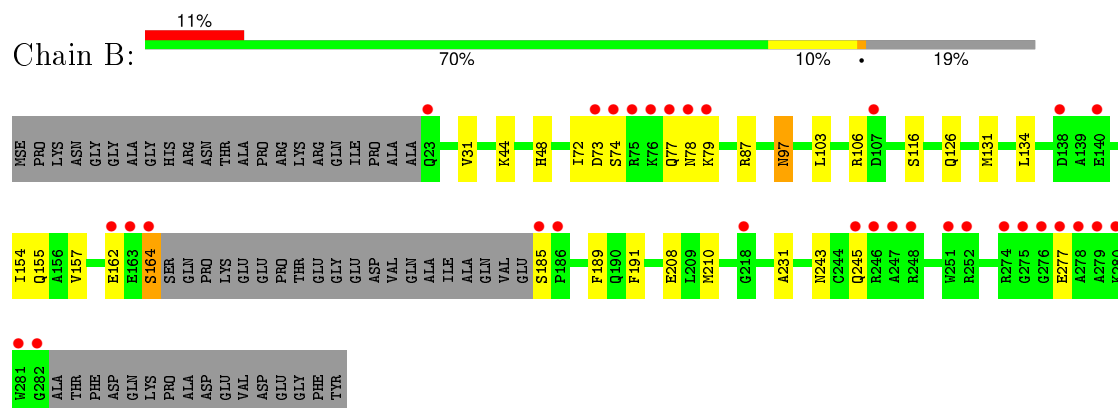 11%
Chain B:
70% 10% • 19%
MSE PRO LYS ASN GLY GLY ALA GLY HIS ARG ASN THR ALA PRO ARG LYS ARG GLN ILE PRO ALA ALA Q23 V31 K44 H48 I72 D73 S74 R75 K76 Q77 N78 K79 R87 N97 L103 R106 D107 S116 Q126 M131 L134 D138 A139 E140
I154 Q155 A156 V157 E162 E163 S164 SER GLN PRO LYS GLU GLU PRO THR GLU GLY GLU ASP VAL GLN ALA ILE ALA GLN VAL GLU S185 P186 F189 Q190 F191 E208 L209 M210 G218 A231 N243 C244 Q245 R246 A247 R248 W251 R252 R274 G275 G276 E277 A278 A279 K280
W281 G282 ALA THR PHE ASP GLN LYS PRO ALA ASP GLU VAL ASP GLU GLY PHE TYR